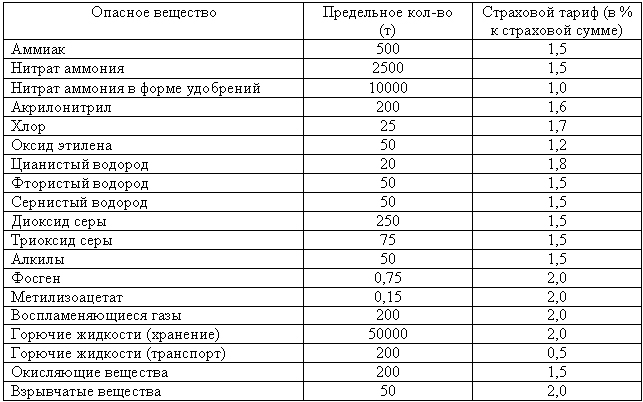 Опасное вещество Предельное кол-во (т) Страховой тариф (в % к страховой сумме)
Аммиак 500 1,5
Нитрат аммония 2500 1,5
Нитрат аммония в форме удобрений 10000 1,0
Акрилонитрил 200 1,6
Хлор 25 1,7
Оксид этилена 50 1,2
Цианистый водород 20 1,8
Фтористый водород 50 1,5
Сернистый водород 50 1,5
Диоксид серы 250 1,5
Триоксид серы 75 1,5
Алкилы 50 1,5
Фосген 0,75 2,0
Метилизоацетат 0,15 2,0
Воспламеняющиеся газы 200 2,0
Горючие жидкости (хранение) 50000 2,0
Горючие жидкости (транспорт) 200 0,5
Окисляющие вещества 200 1,5
Взрывчатые вещества 50 2,0